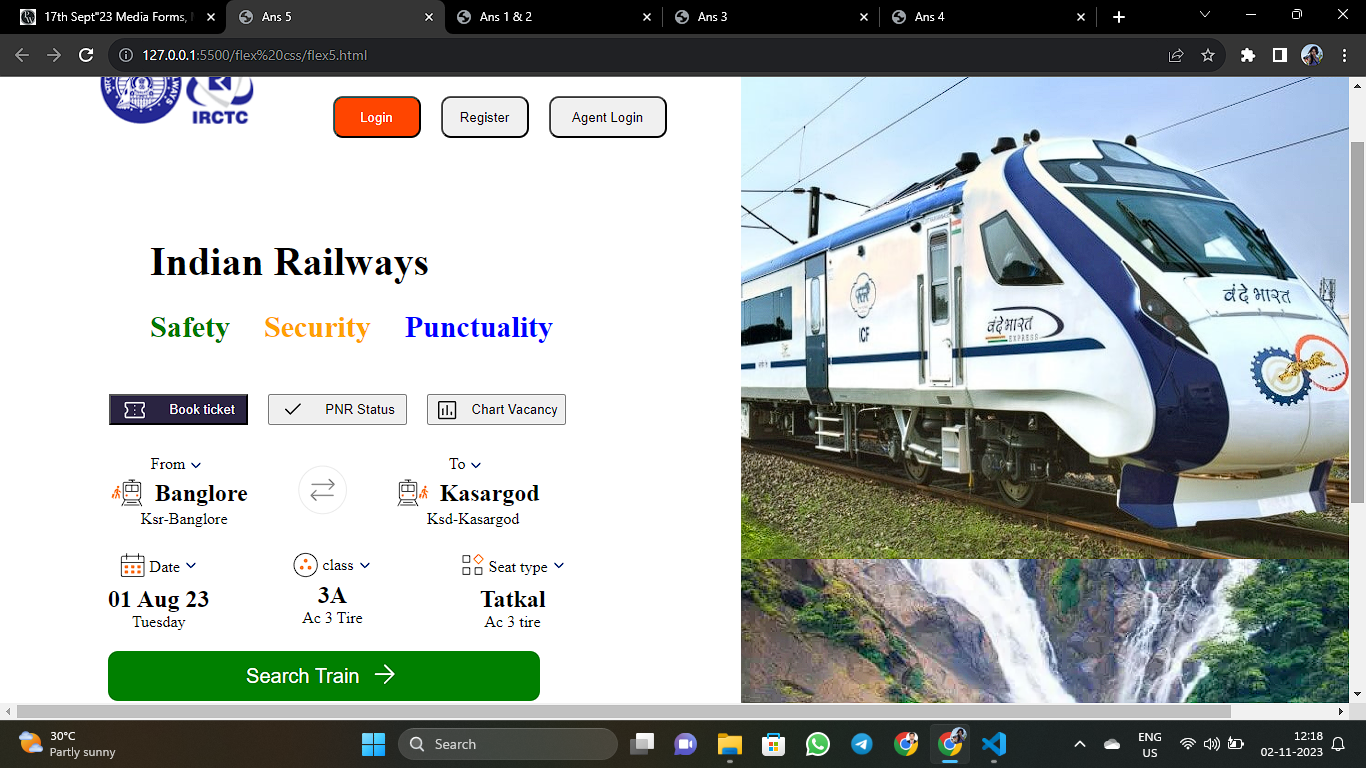 17th Sept"23 Media Forms,
Ans 5
Ans 1 & 2
Ans 3
Ans 4
127.0.0.1:5500/flex%20css/flex5.html
WAYS
IRCTC
Login
Register
Agent Login
Indian Railways
Safety Security Punctuality
Book ticket
PNR Status
Chart Vacancy
From
To
Banglore
Kasargod
Ksr-Banglore
Ksd-Kasargod
Date
class
Seat type
01 Aug 23
3A
Tatkal
Tuesday
Ac 3 Tire
Ac 3 tire
Search Train
ICF
वंदे भारत
EXPRESS
वंदे भारत
30°C
Partly sunny
Search
ENG
US
12:18
02-11-2023